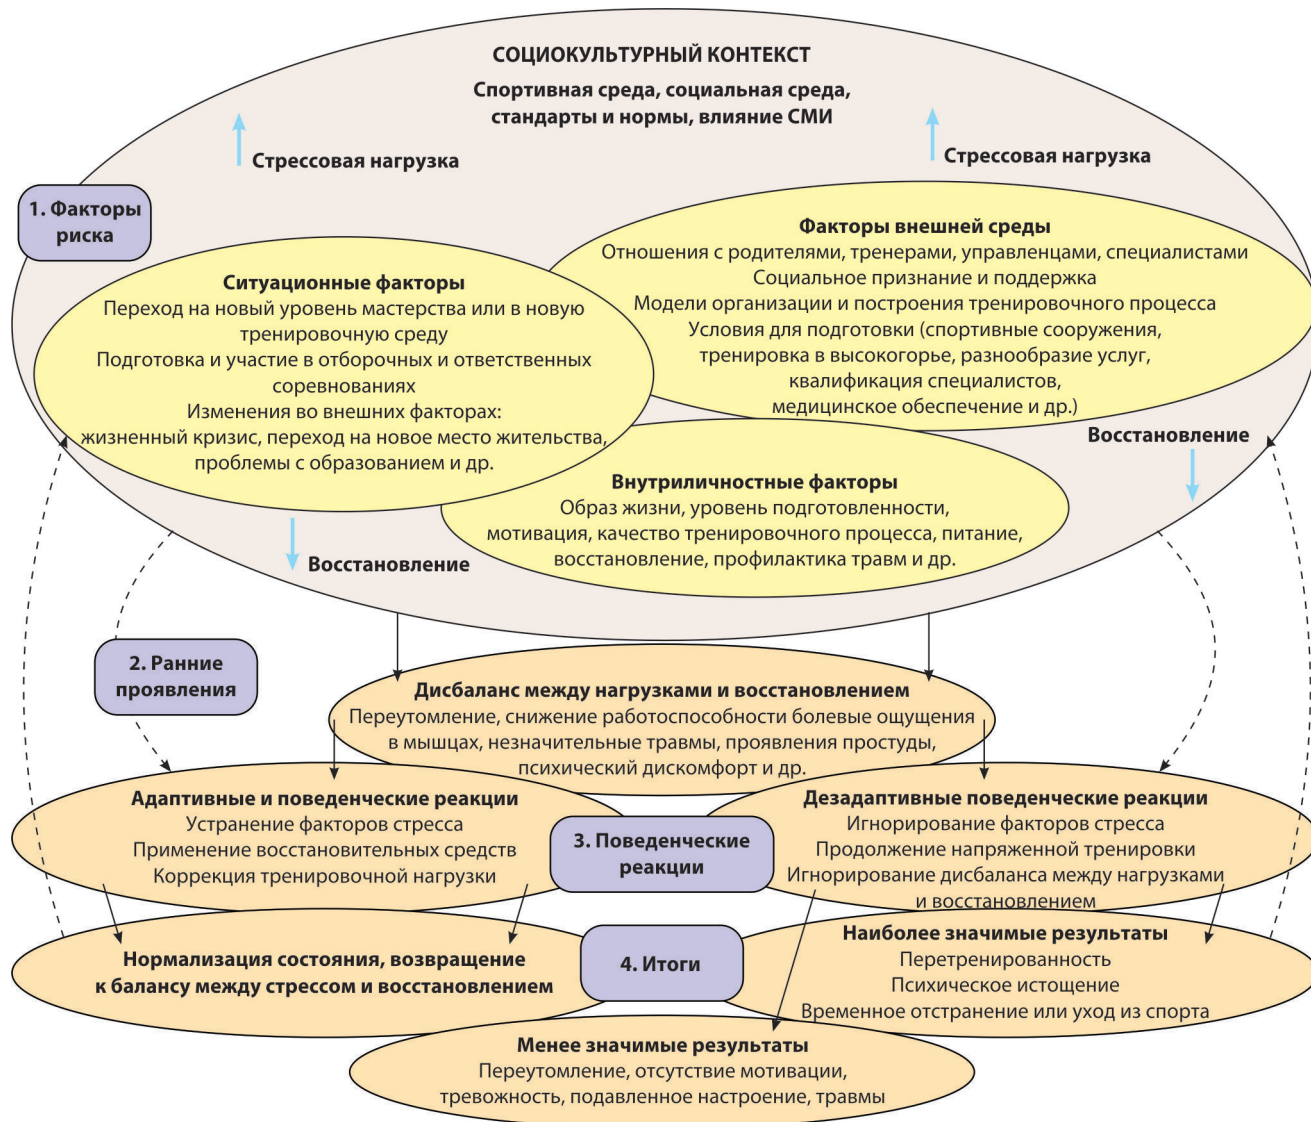 СОЦИОКУЛЬТУРНЫЙ КОНТЕКСТ
Спортивная среда, социальная среда,
стандарты и нормы, влияние СМИ
Стрессовая нагрузка
Стрессовая нагрузка
1. Факторы
риска
Факторы внешней среды
Отношения с родителями, тренерами, управленцами, специалистами
Социальное признание и поддержка
Модели организации и построения тренировочного процесса
Условия для подготовки (спортивные сооружения,
тренировка в высокогорье, разнообразие услуг,
квалификация специалистов,
медицинское обеспечение и др.)
Ситуационные факторы
Переход на новый уровень мастерства или в новую
тренировочную среду
Подготовка и участие в отборочных и ответственных
соревнованиях
Изменения во внешних факторах:
жизненный кризис, переход на новое место жительства,
проблемы с образованием и др.
Восстановление
Внутриличностные факторы
Образ жизни, уровень подготовленности,
мотивация, качество тренировочного процесса, питание,
восстановление, профилактика травм и др.
Восстановление
2. Ранние
проявления
Дисбаланс между нагрузками и восстановлением
Переутомление, снижение работоспособности болевые ощущения
в мышцах, незначительные травмы, проявления простуды,
психический дискомфорт и др.
Адаптивные и поведенческие реакции
Устранение факторов стресса
Применение восстановительных средств
Коррекция тренировочной нагрузки
3. Поведенческие
реакции
Дезадаптивные поведенческие реакции
Игнорирование факторов стресса
Продолжение напряженной тренировки
Игнорирование дисбаланса между нагрузками
и восстановлением
Нормализация состояния, возвращение
к балансу между стрессом и восстановлением
4. Итоги
Наиболее значимые результаты
Перетренированность
Психическое истощение
Временное отстранение или уход из спорта
Менее значимые результаты
Переутомление, отсутствие мотивации,
тревожность, подавленное настроение, травмы